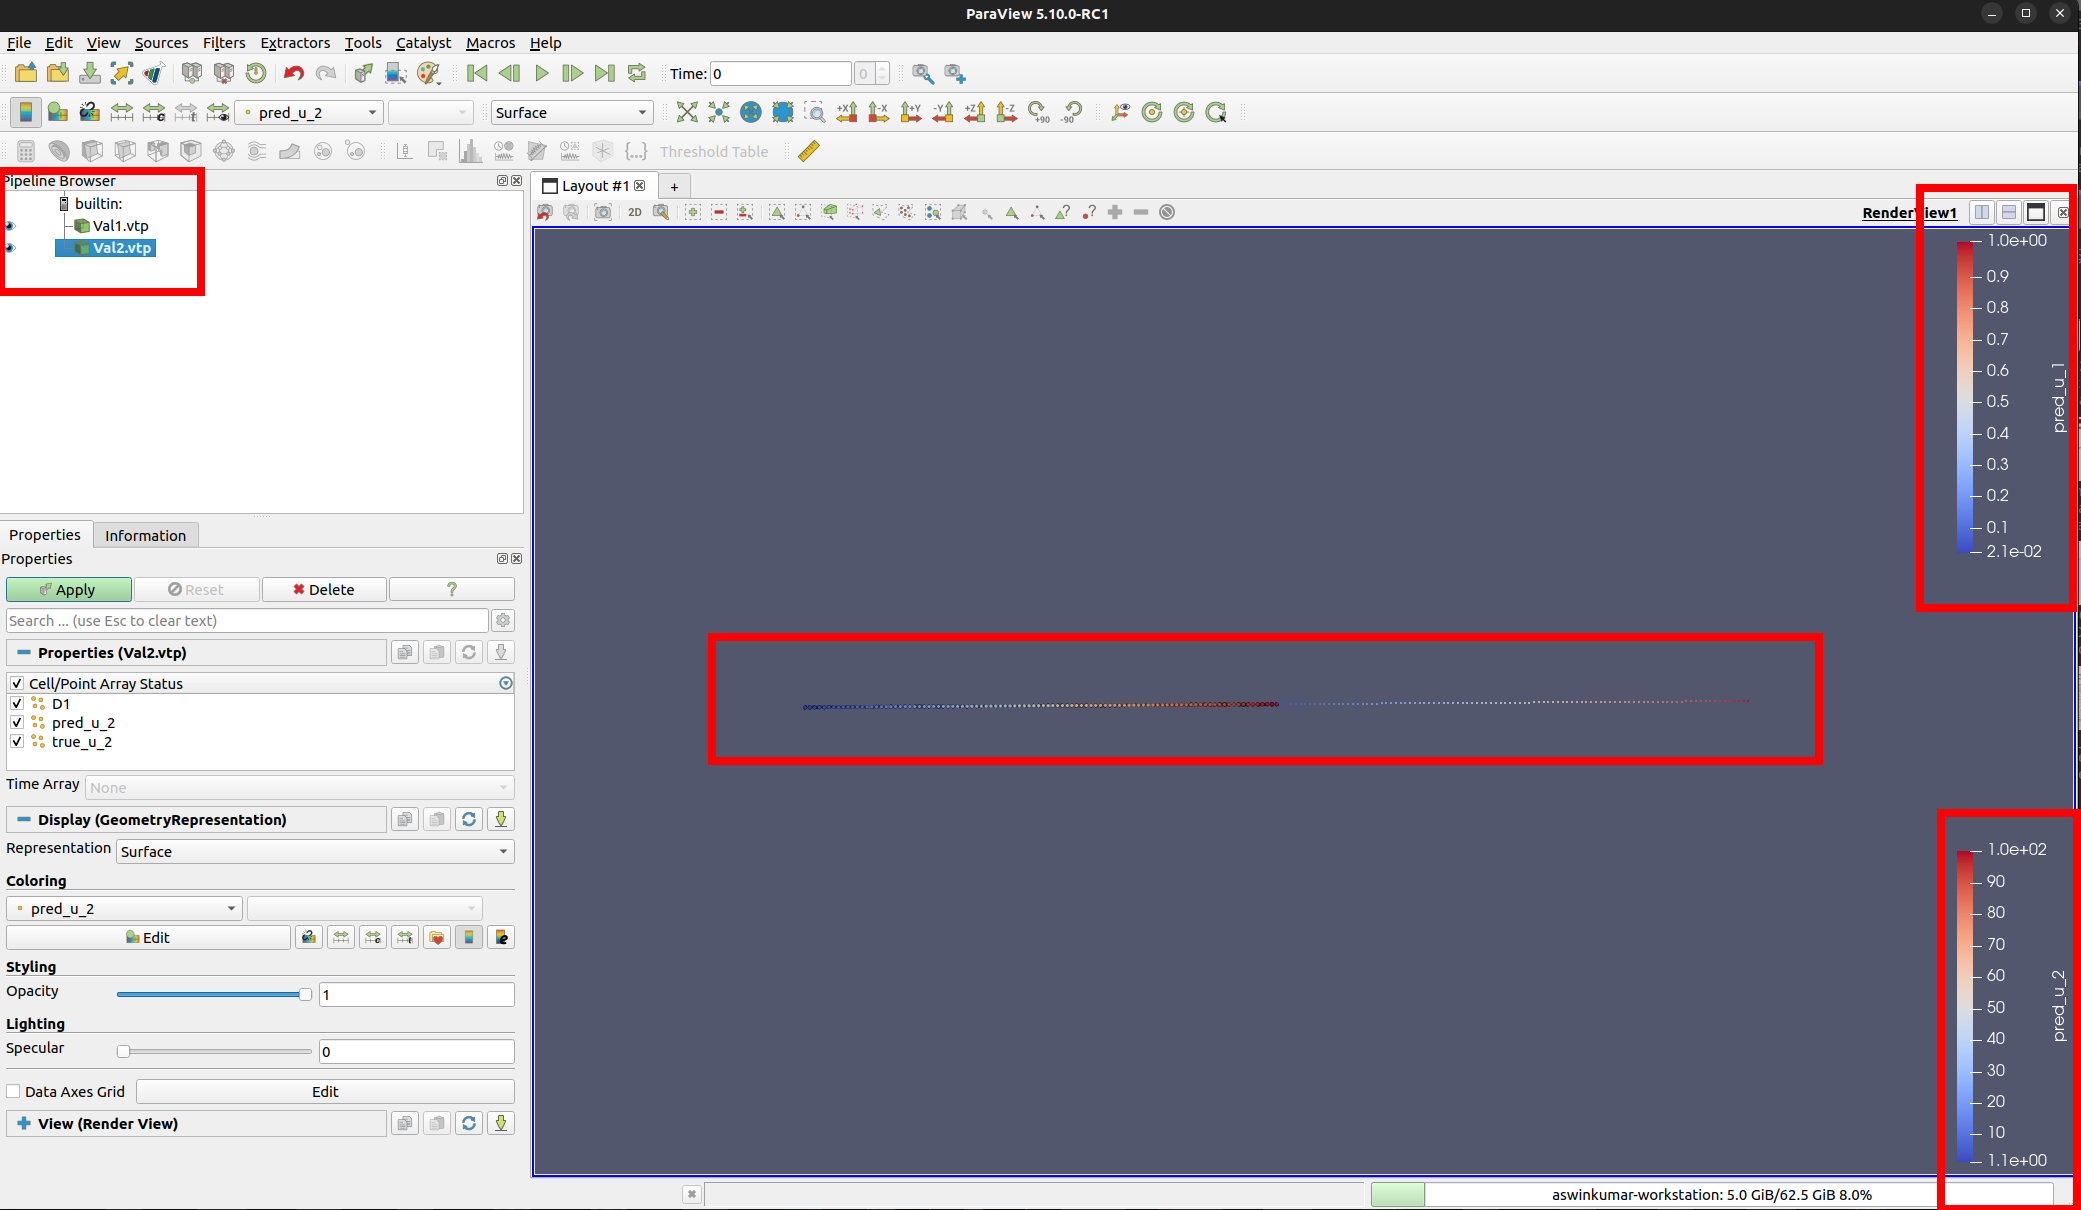 ParaView 5.10.0-RC1
File Edit View Sources Filters Extractors Tools Catalyst Macros Help
Time: 0 0
pred_u_2 Surface +X -X +Y -Y +Z -Z +90 -90
Threshold Table
Pipeline Browser
builtin:
Val1.vtp
Val2.vtp
Properties Information
Properties
Apply Reset Delete ?
Search ... (use Esc to clear text)
Properties (Val2.vtp)
Cell/Point Array Status
D1
pred_u_2
true_u_2
Time Array None
Display (GeometryRepresentation)
Representation Surface
Coloring
pred_u_2
Edit
Styling
Opacity 1
Lighting
Specular 0
Data Axes Grid Edit
View (Render View)
Layout #1 +
2D RenderView1
1.0e+00
0.9
0.8
0.7
0.6
0.5
0.4
0.3
0.2
0.1
2.1e-02
pred_u_1
1.0e+02
90
80
70
60
50
40
30
20
10
1.1e+00
pred_u_2
aswinkumar-workstation: 5.0 GiB/62.5 GiB 8.0%